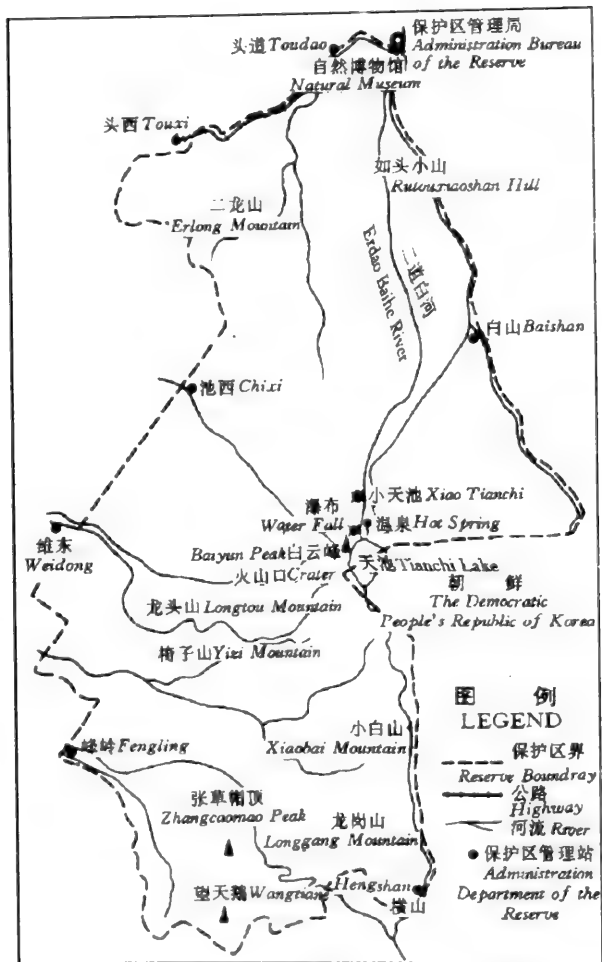 头道 Toudao
保护区管理局
Administration Bureau
of the Reserve
自然博物馆
Natural Museum
头西 Touxi
如头小山
Rutouxiaoshan Hill
二龙山
Erlong Mountain
二道白河
Erdao Baihe River
白山 Baishan
池西 Chixi
小天池 Xiao Tianchi
瀑布
Water Fall
温泉 Hot Spring
维东
Weidong
Baiyun Peak 白云峰
天池 Tianchi Lake
火山口 Crater
朝 鲜
The Democratic
People's Republic of Korea
龙头山 Longtou Mountain
椅子山 Yizi Mountain
小白山
Xiaobai Mountain
峰岭 Fengling
张草帽顶
Zhangcaomao Peak
龙岗山
Longgang Mountain
望天鹅 Wangtiane
Hengshan
横山
图 例
LEGEND
保护区界
Reserve Boundray
公路
Highway
河流 River
保护区管理站
Administration
Department of the
Reserve